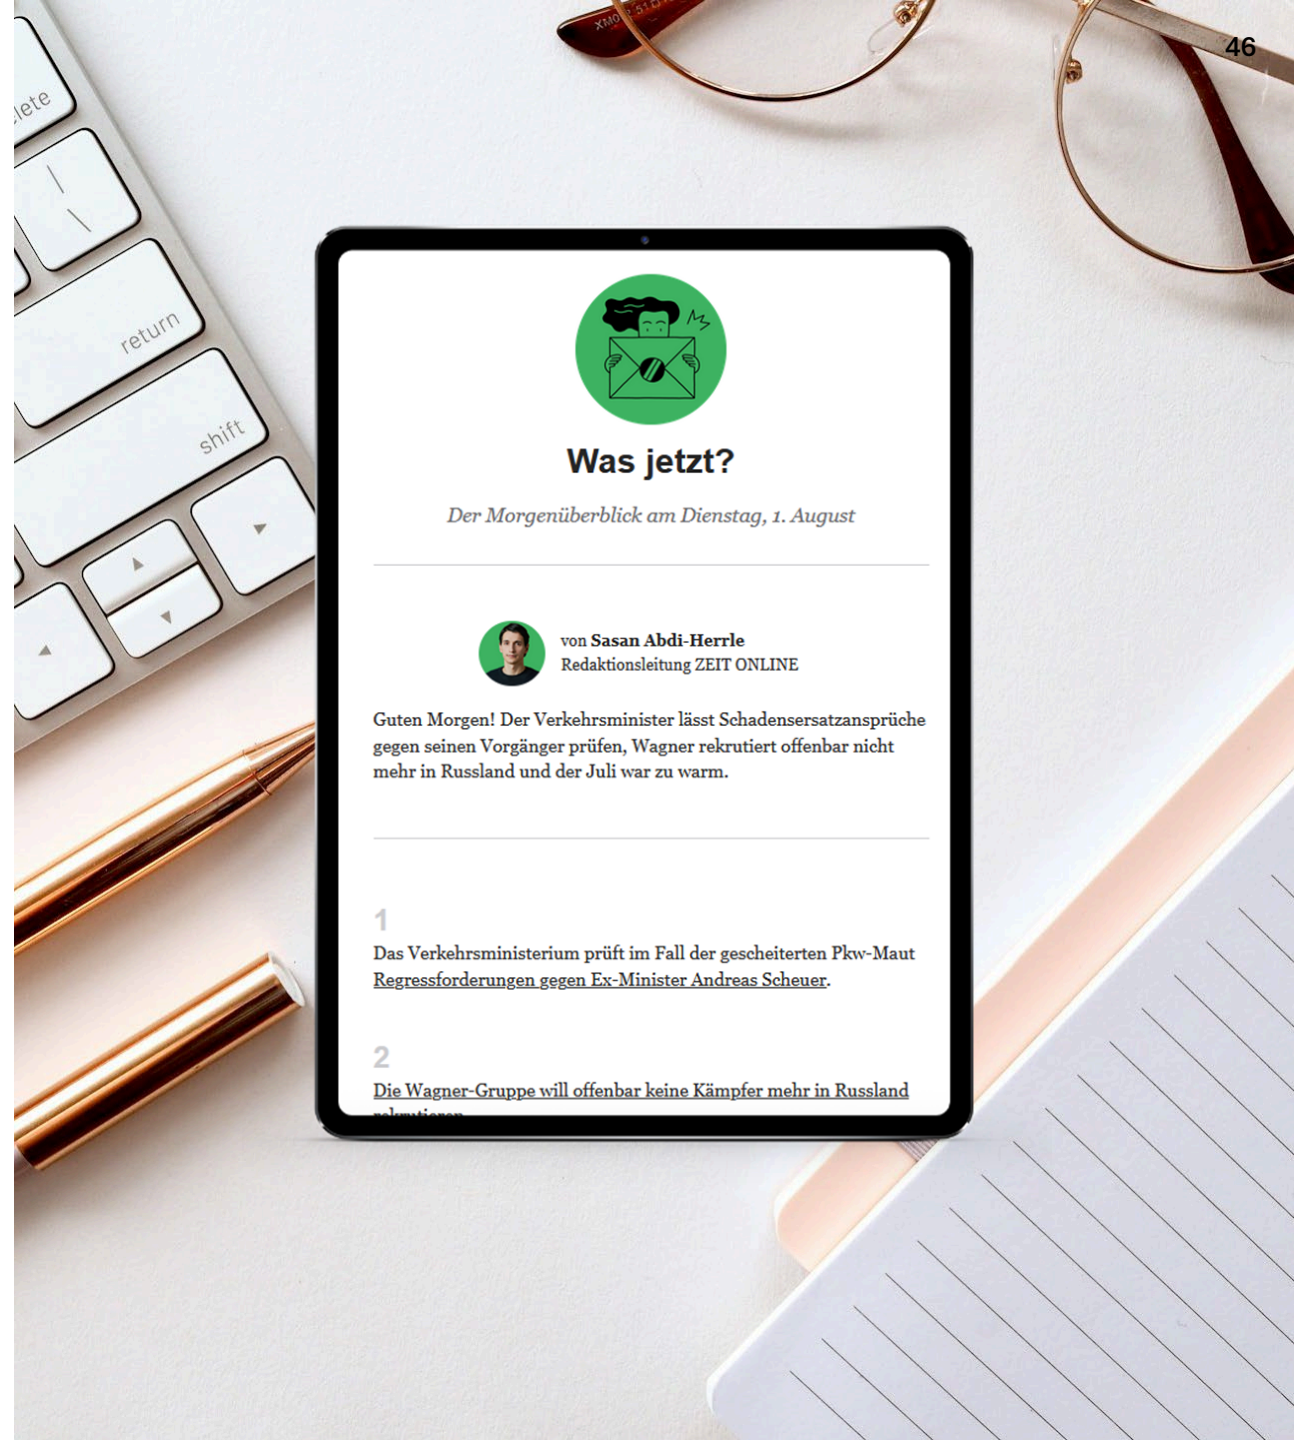 46
XM0
51
lete
return
shift
Was jetzt?
Der Morgenüberblick am Dienstag, 1. August
von Sasan Abdi-Herrle
Redaktionsleitung ZEIT ONLINE
Guten Morgen! Der Verkehrsminister lässt Schadensersatzansprüche
gegen seinen Vorgänger prüfen, Wagner rekrutiert offenbar nicht
mehr in Russland und der Juli war zu warm.
1
Das Verkehrsministerium prüft im Fall der gescheiterten Pkw-Maut
Regressforderungen gegen Ex-Minister Andreas Scheuer.
2
Die Wagner-Gruppe will offenbar keine Kämpfer mehr in Russland
rekrutieren